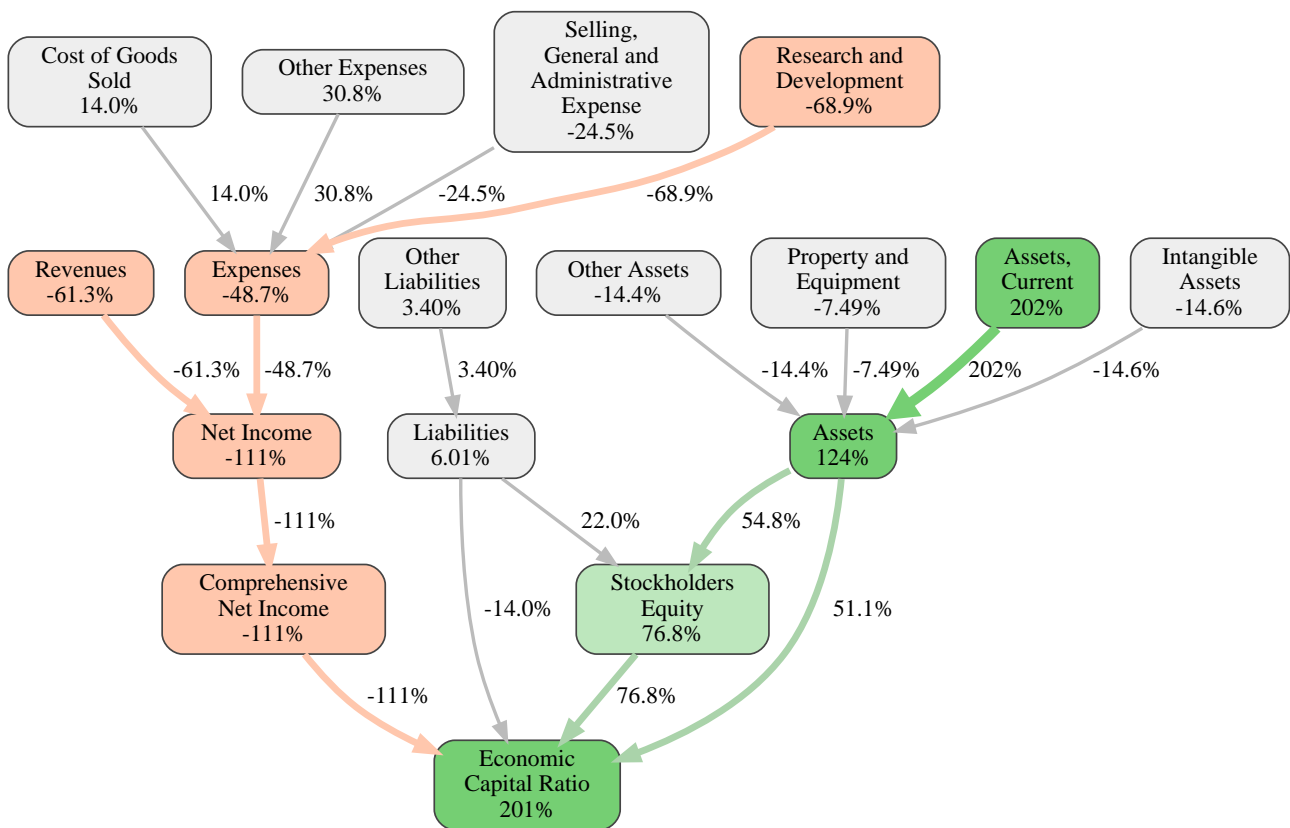 Cost of Goods
Sold
14.0%
Other Expenses
30.8%
Selling,
General and
Administrative
Expense
-24.5%
Research and
Development
-68.9%
14.0%
30.8%
-24.5%
-68.9%
Revenues
-61.3%
Expenses
-48.7%
Other
Liabilities
3.40%
Other Assets
-14.4%
Property and
Equipment
-7.49%
Assets,
Current
202%
Intangible
Assets
-14.6%
-61.3%
-48.7%
3.40%
-14.4%
-7.49%
202%
-14.6%
Net Income
-111%
Liabilities
6.01%
Assets
124%
-111%
22.0%
54.8%
Comprehensive
Net Income
-111%
-14.0%
Stockholders
Equity
76.8%
51.1%
-111%
76.8%
Economic
Capital Ratio
201%